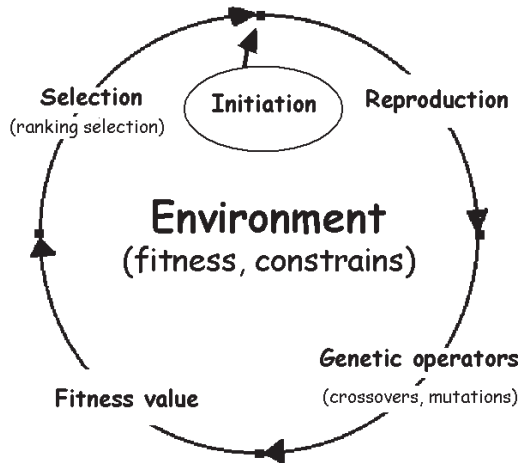 Selection
(ranking selection)
Initiation
Reproduction
Environment
(fitness, constrains)
Genetic operators
(crossovers, mutations)
Fitness value